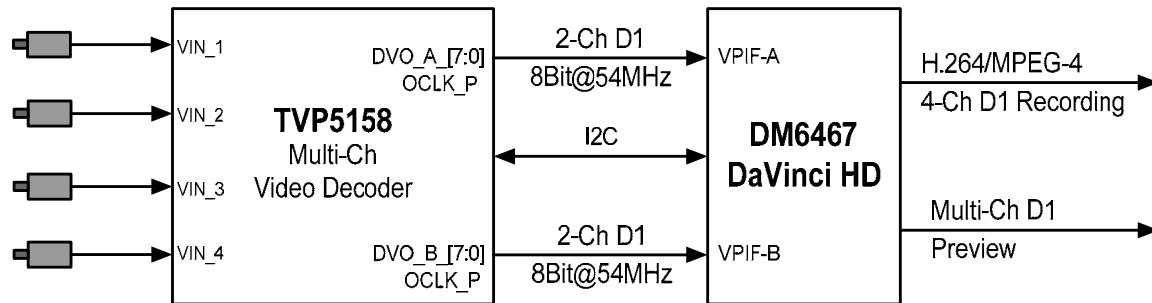 VIN_1
VIN_2
VIN_3
VIN_4
DVO_A_[7:0]
OCLK_P
TVP5158
Multi-Ch
Video Decoder
DVO_B_[7:0]
OCLK_P
2-Ch D1
8Bit@54MHz
I2C
2-Ch D1
8Bit@54MHz
VPIF-A
DM6467
DaVinci HD
VPIF-B
H.264/MPEG-4
4-Ch D1 Recording
Multi-Ch D1
Preview